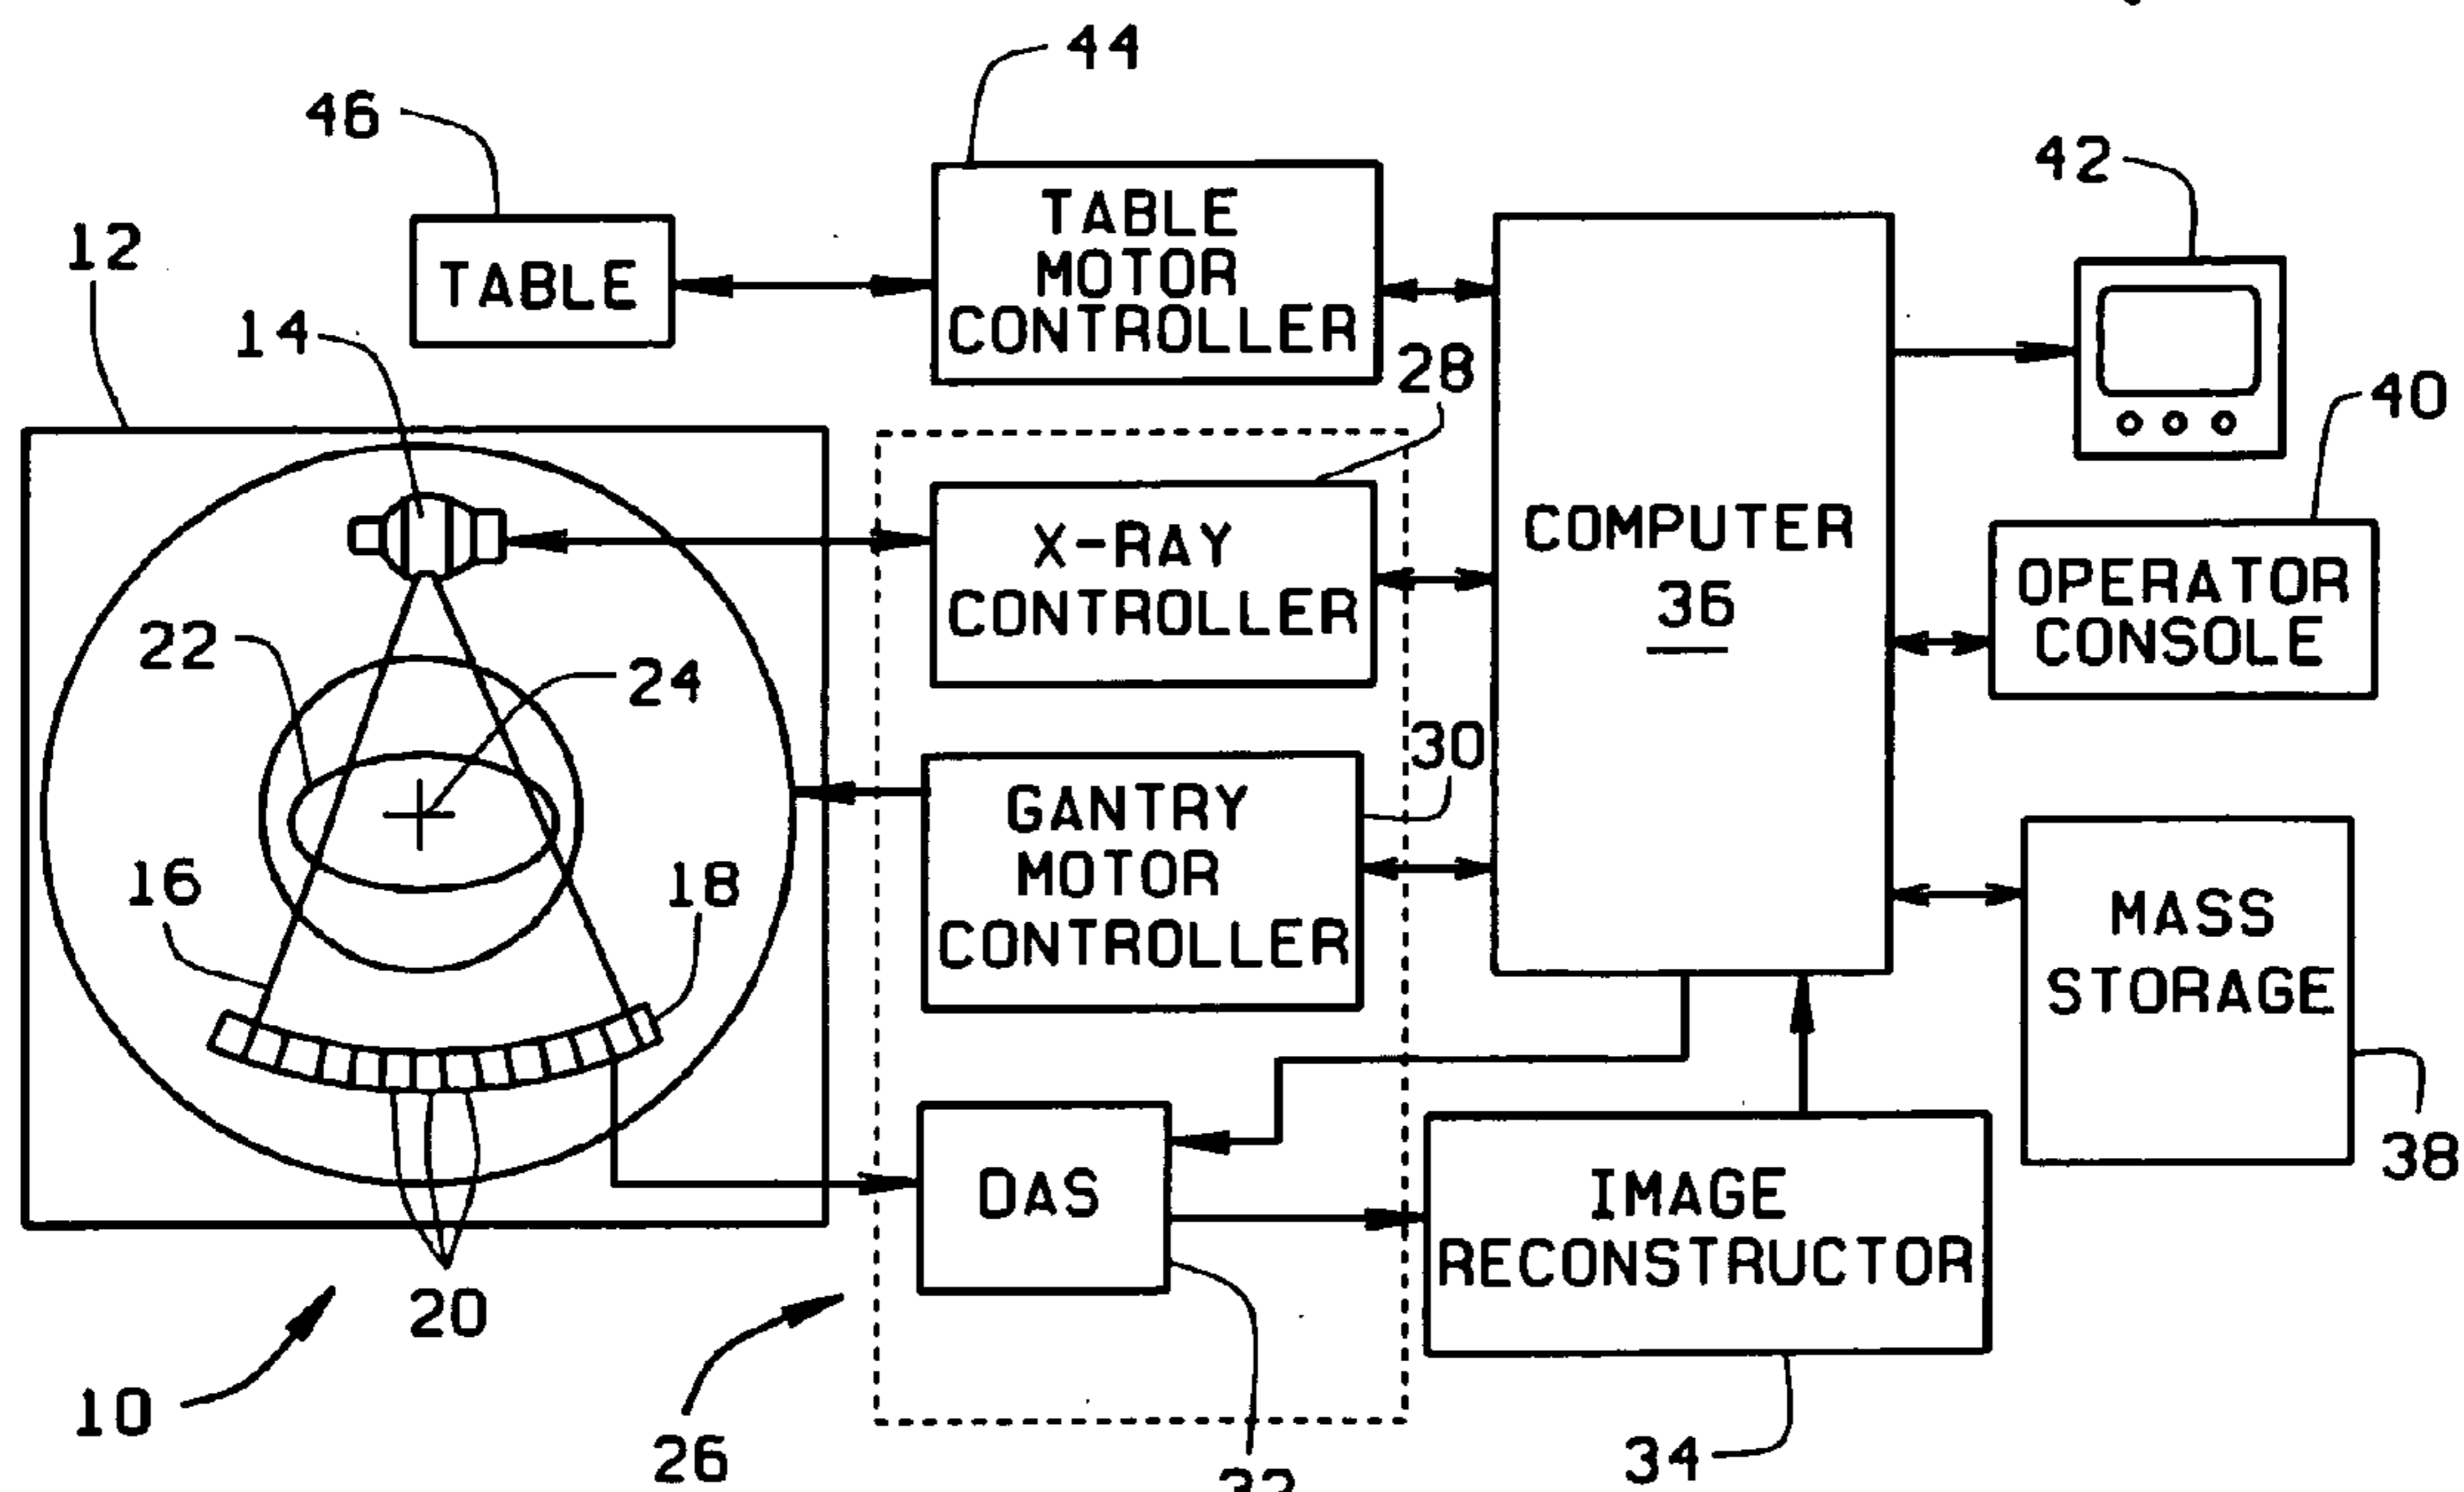 44
46
42
12
TABLE
MOTOR
CONTROLLER
TABLE
14
28
40
X-RAY
CONTROLLER
COMPUTER
36
OPERATOR
CONSOLE
22
24
30
GANTRY
MOTOR
CONTROLLER
16
18
MASS
STORAGE
38
DAS
IMAGE
RECONSTRUCTOR
20
10
26
32
34